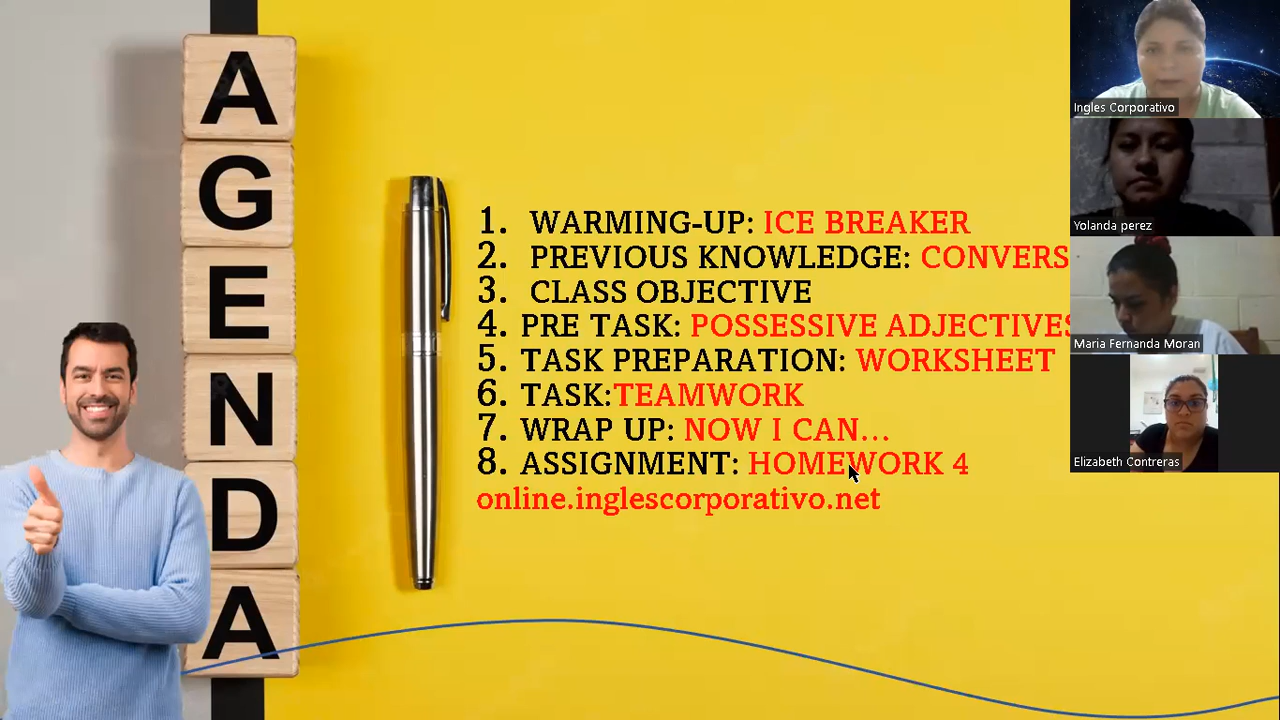 AGENDA
1. WARMING-UP: ICE BREAKER
2. PREVIOUS KNOWLEDGE: CONVERS
3. CLASS OBJECTIVE
4. PRE TASK: POSSESSIVE ADJECTIVES
5. TASK PREPARATION: WORKSHEET
6. TASK:TEAMWORK
7. WRAP UP: NOW I CAN...
8. ASSIGNMENT: HOMEWORK 4
online.inglescorporativo.net
Ingles Corporativo
Yolanda perez
Maria Fernanda Moran
Elizabeth Contreras